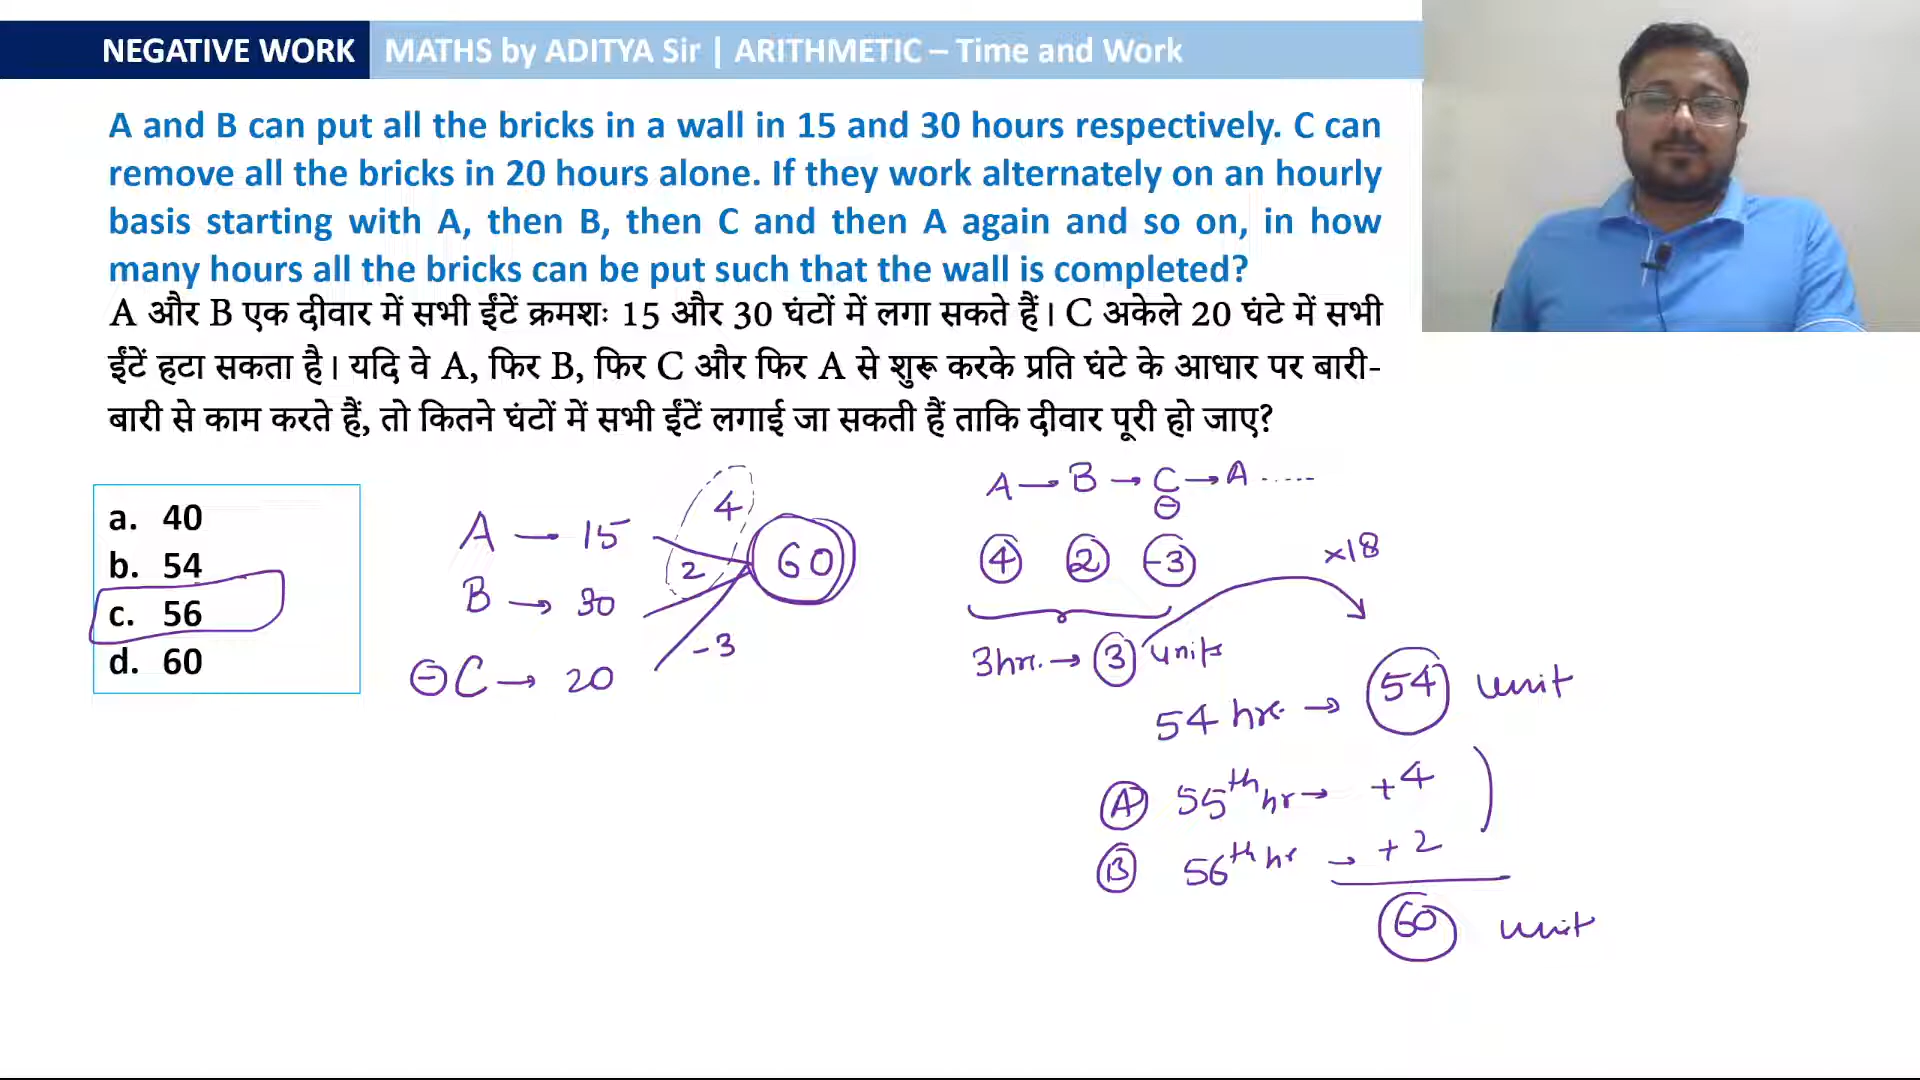 NEGATIVE WORK MATHS by ADITYA Sir | ARITHMETIC – Time and Work
A and B can put all the bricks in a wall in 15 and 30 hours respectively. C can
remove all the bricks in 20 hours alone. If they work alternately on an hourly
basis starting with A, then B, then C and then A again and so on, in how
many hours all the bricks can be put such that the wall is completed?
A और B एक दीवार में सभी ईंटें क्रमशः 15 और 30 घंटों में लगा सकते हैं। C अकेले 20 घंटे में सभी
ईंटें हटा सकता है। यदि वे A, फिर B, फिर C और फिर A से शुरू करके प्रति घंटे के आधार पर बारी-
बारी से काम करते हैं, तो कितने घंटों में सभी ईंटें लगाई जा सकती हैं ताकि दीवार पूरी हो जाए?
a. 40
b. 54
c. 56
d. 60
A → 15 4
B → 30 2
60
⊖ C → 20 -3
A → B → C → A .....
⊖
4 2 -3
×18
3hr. → 3 units
54 hrs. → 54 unit
A 55th hr → +4
B 56th hr → +2
60 unit